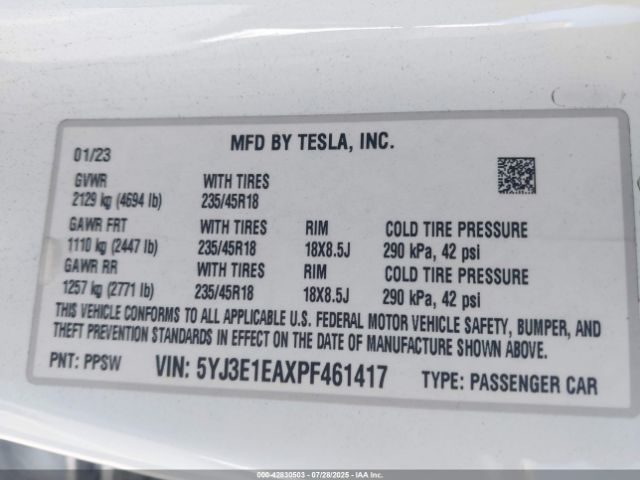 MFD BY TESLA, INC.
01/23
GVWR WITH TIRES
2129 kg (4694 lb) 235/45R18
GAWR FRT WITH TIRES RIM COLD TIRE PRESSURE
1110 kg (2447 lb) 235/45R18 18X8.5J 290 kPa, 42 psi
GAWR RR WITH TIRES RIM COLD TIRE PRESSURE
1257 kg (2771 lb) 235/45R18 18X8.5J 290 kPa, 42 psi
THIS VEHICLE CONFORMS TO ALL APPLICABLE U.S. FEDERAL MOTOR VEHICLE SAFETY, BUMPER, AND
THEFT PREVENTION STANDARDS IN EFFECT ON THE DATE OF MANUFACTURE SHOWN ABOVE.
PNT: PPSW VIN: 5YJ3E1EAXPF461417 TYPE: PASSENGER CAR
000-42830503 - 07/28/2025 - IAA Inc